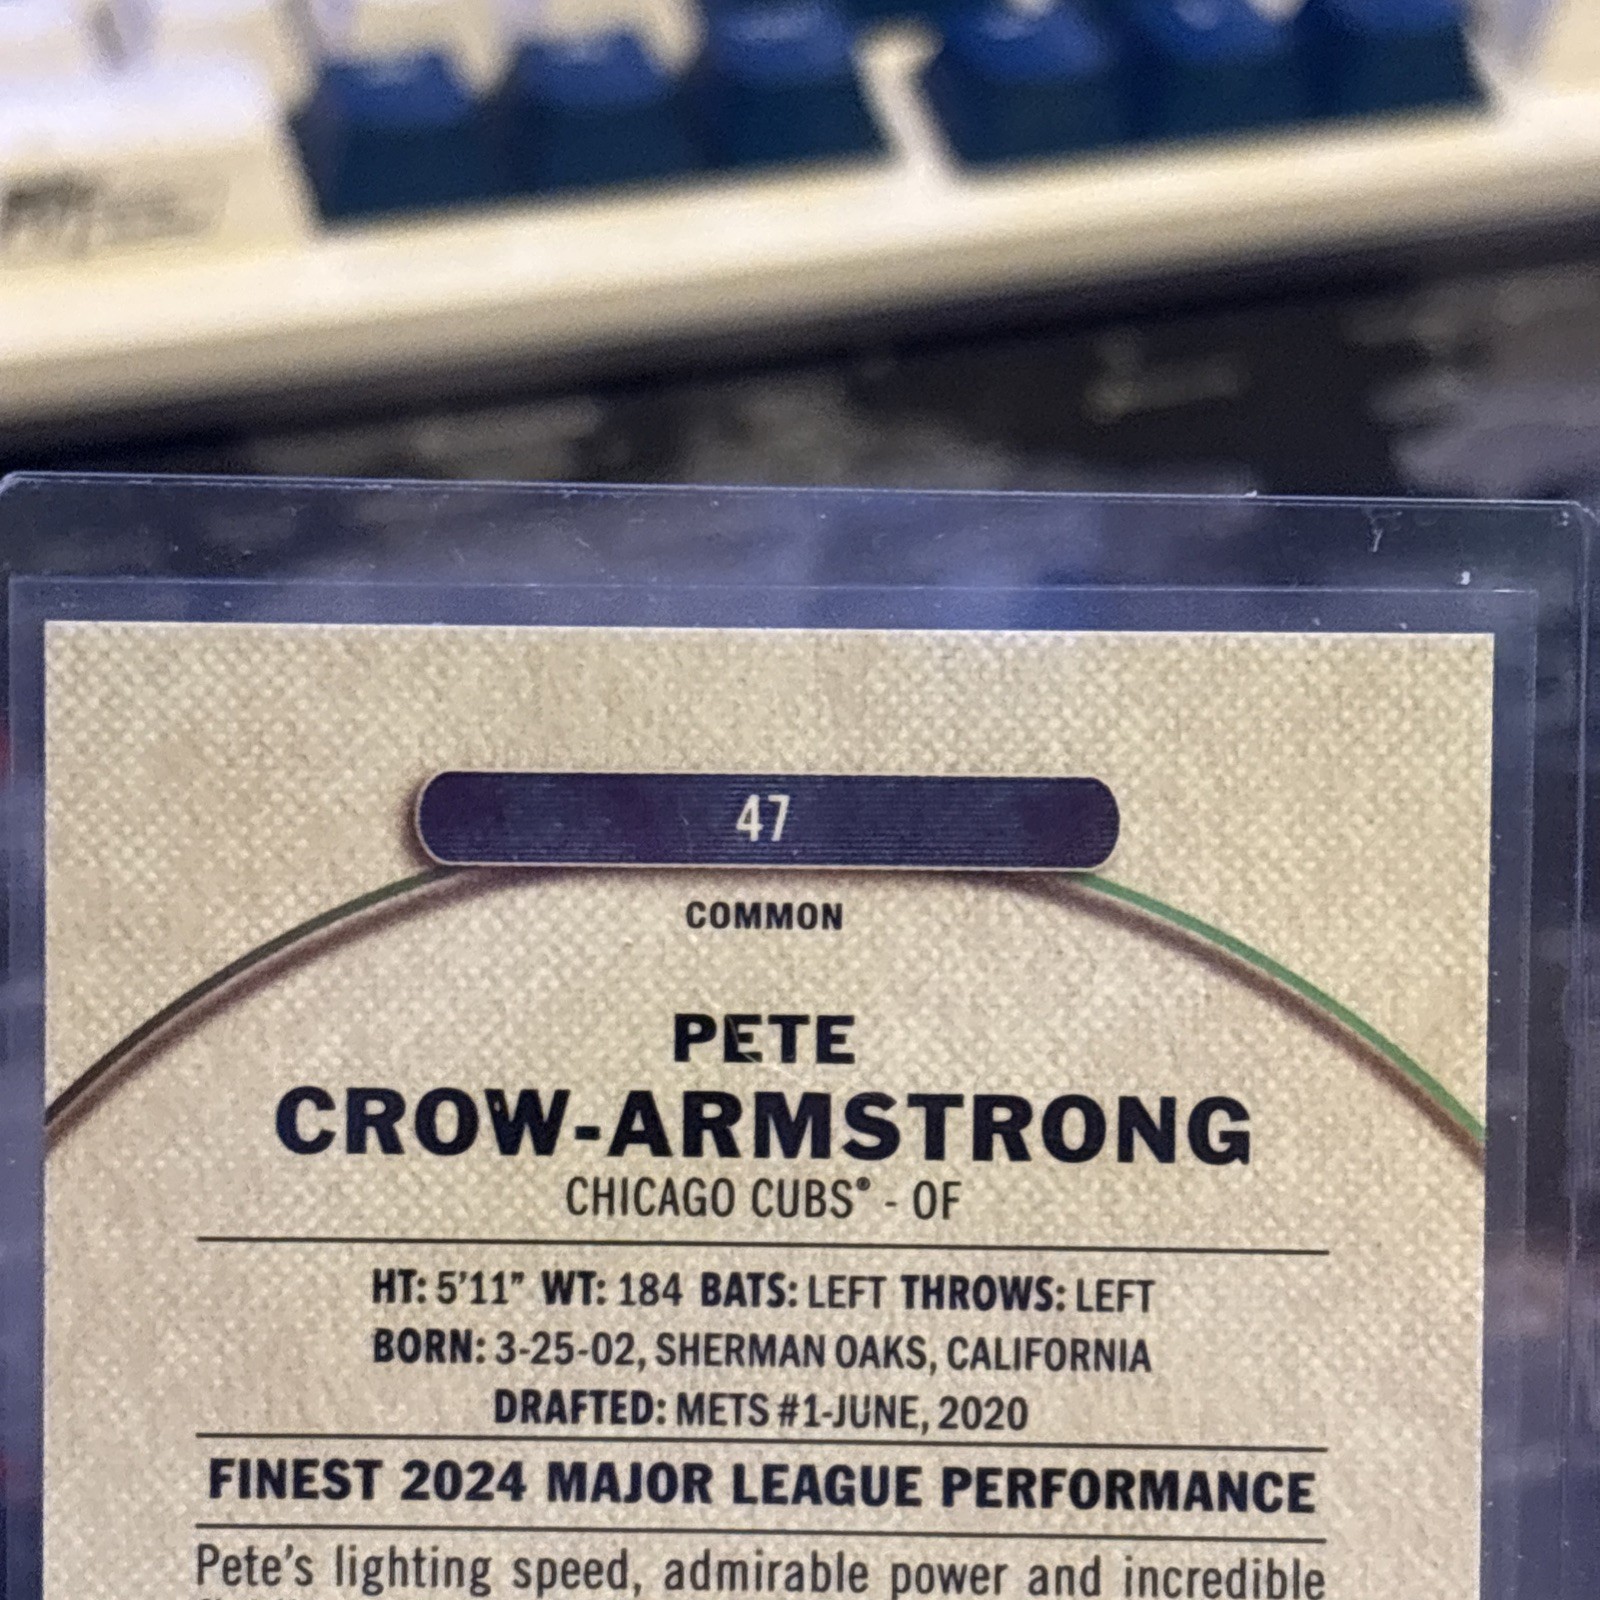 47
COMMON
PETE
CROW-ARMSTRONG
CHICAGO CUBS® - OF
HT: 5'11" WT: 184 BATS: LEFT THROWS: LEFT
BORN: 3-25-02, SHERMAN OAKS, CALIFORNIA
DRAFTED: METS #1-JUNE, 2020
FINEST 2024 MAJOR LEAGUE PERFORMANCE
Pete's lighting speed, admirable power and incredible